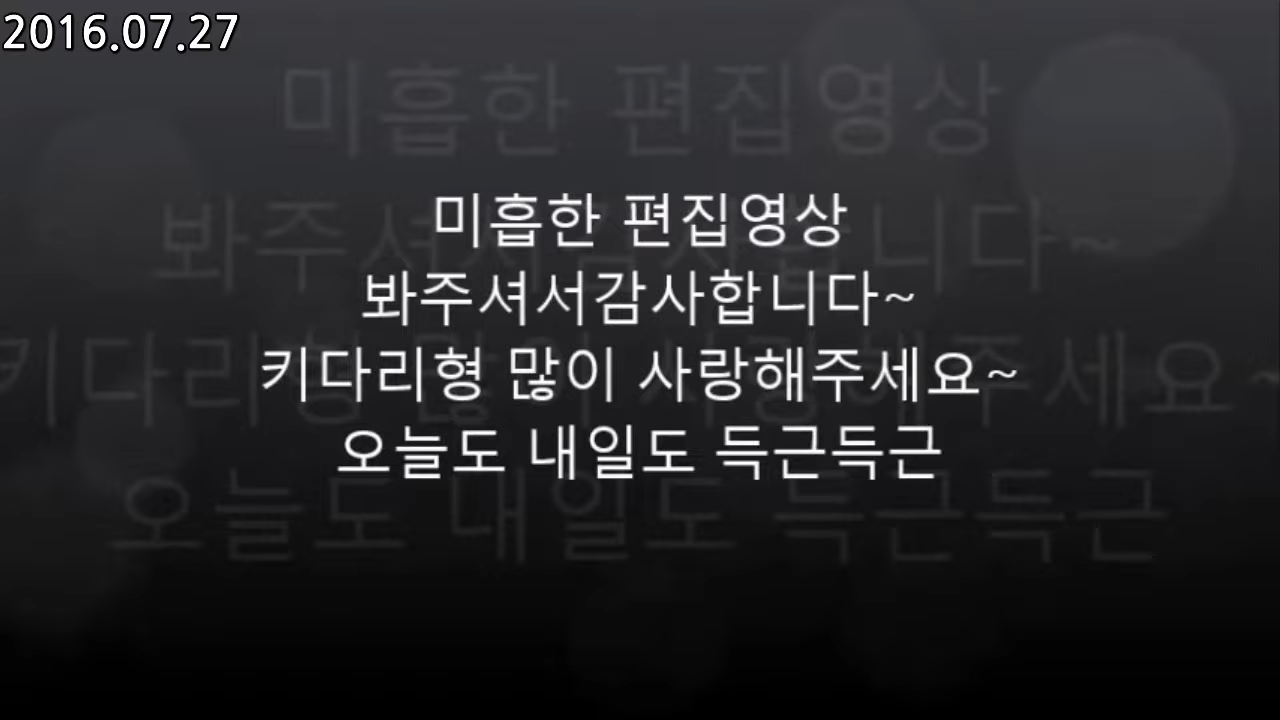 2016.07.27
미흡한 편집영상
봐주셔서감사합니다~
키다리형 많이 사랑해주세요~
오늘도 내일도 득근득근